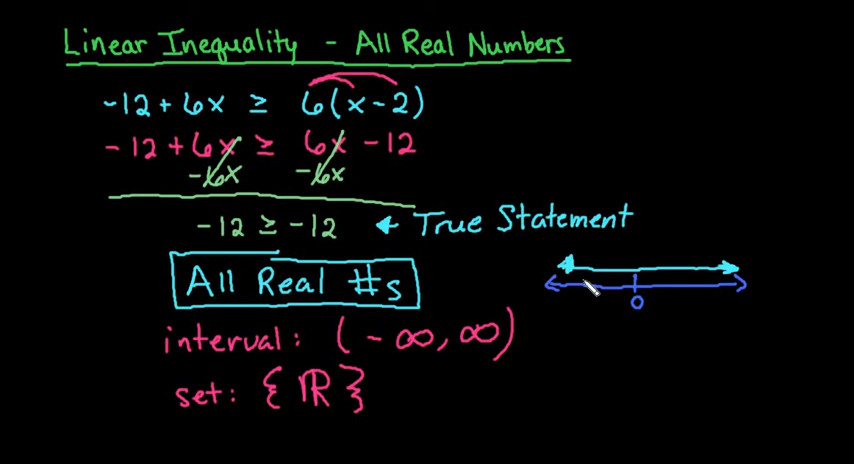 Linear Inequality - All Real Numbers
-12 + 6x ≥ 6(x - 2)
-12 + 6x ≥ 6x - 12
-6x -6x
-12 ≥ -12 ← True Statement
All Real #s
0
interval: (-∞, ∞)
set: {ℝ}